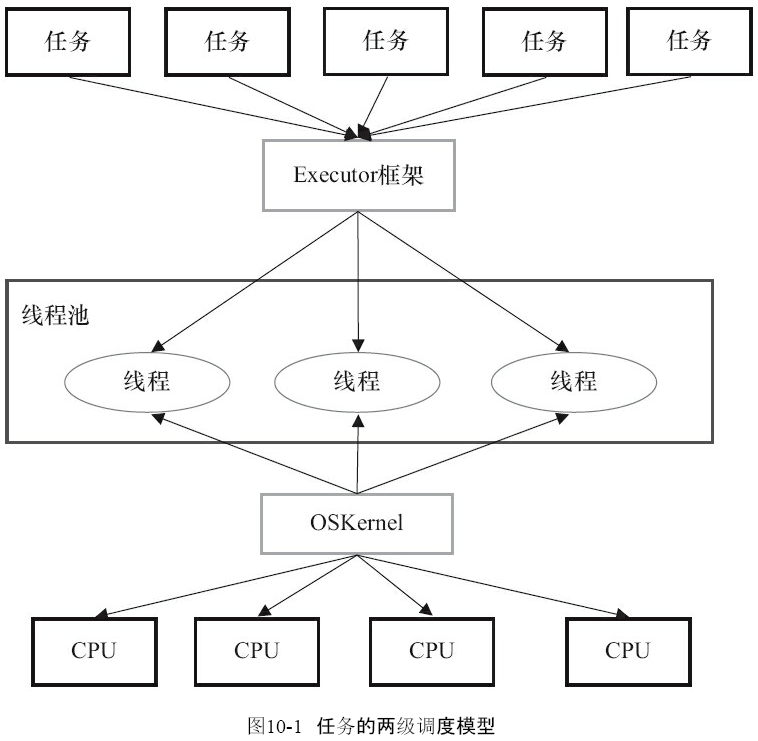 任务
任务
任务
任务
任务
Executor框架
线程池
线程
线程
线程
OSKernel
CPU
CPU
CPU
CPU
图10-1 任务的两级调度模型